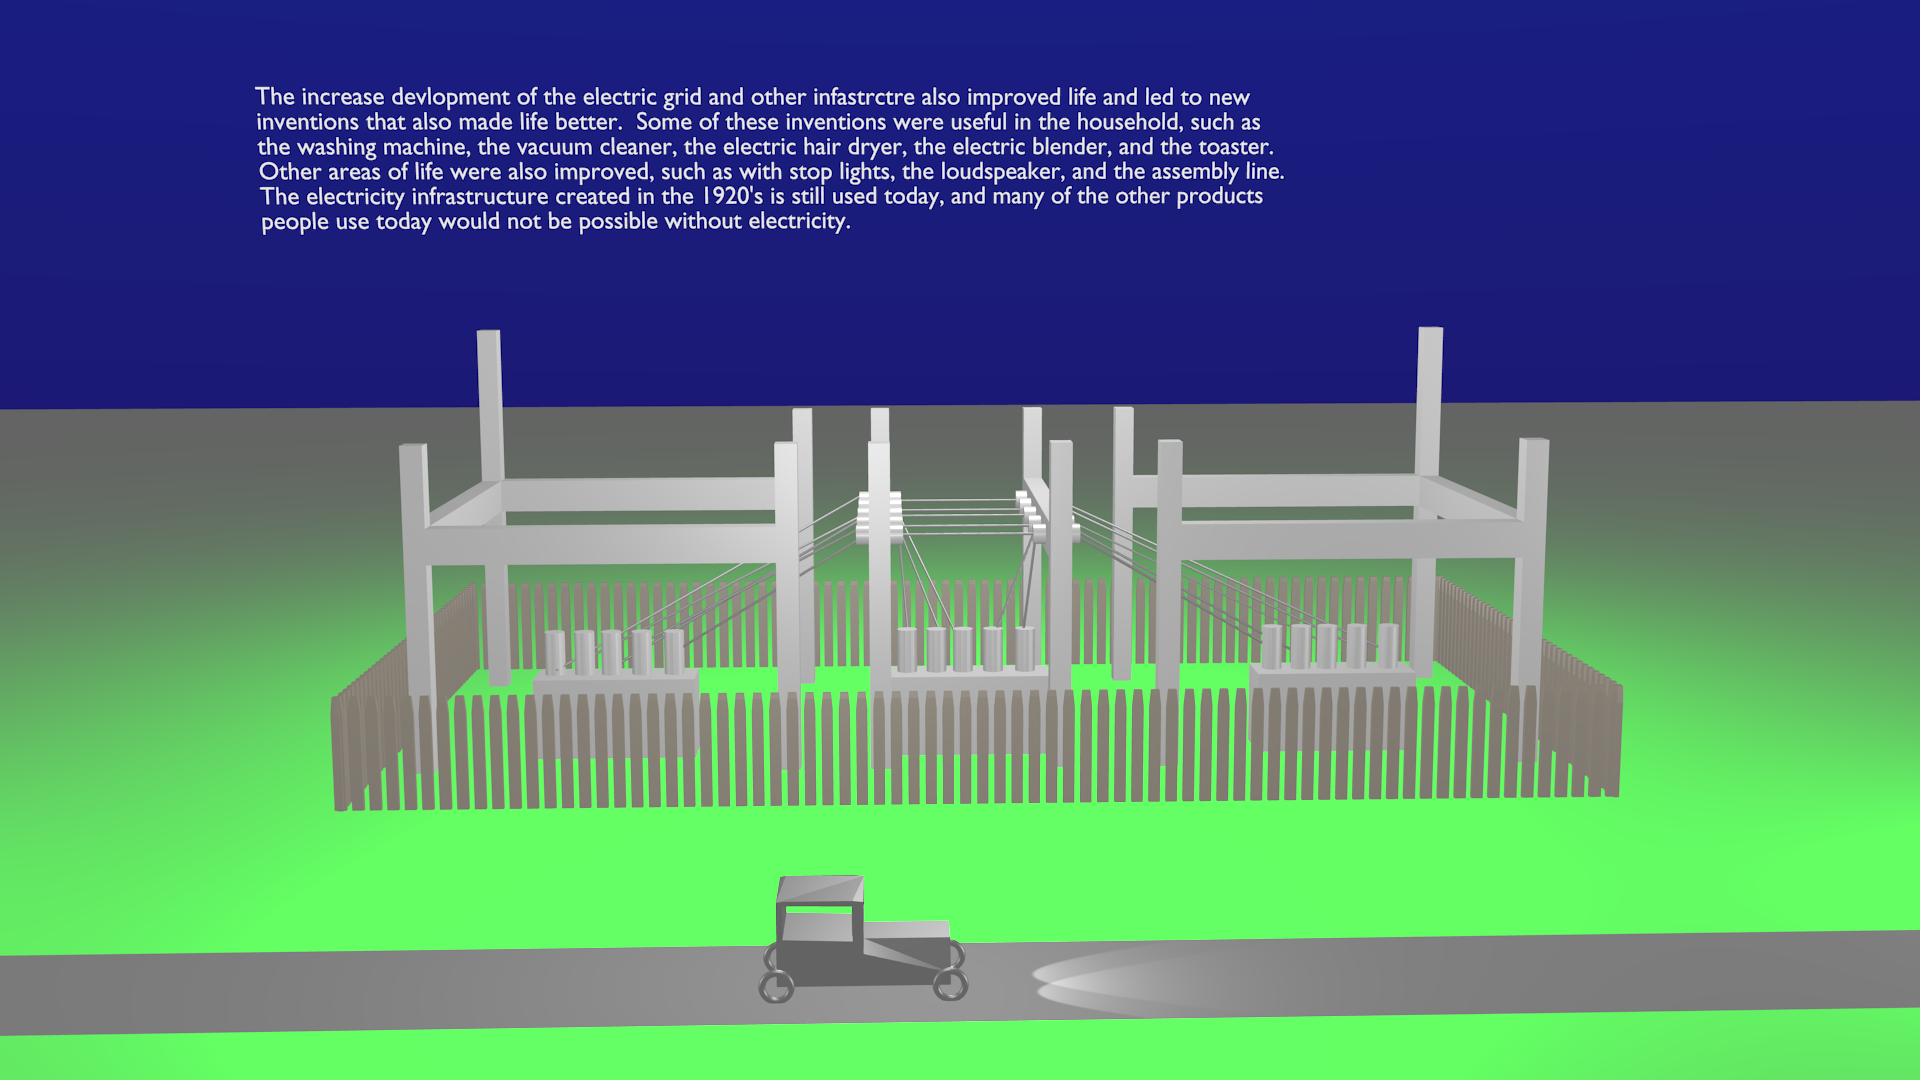 The increase devlopment of the electric grid and other infastrctre also improved life and led to new
inventions that also made life better.  Some of these inventions were useful in the household, such as
the washing machine, the vacuum cleaner, the electric hair dryer, the electric blender, and the toaster.
Other areas of life were also improved, such as with stop lights, the loudspeaker, and the assembly line.
The electricity infrastructure created in the 1920's is still used today, and many of the other products
people use today would not be possible without electricity.